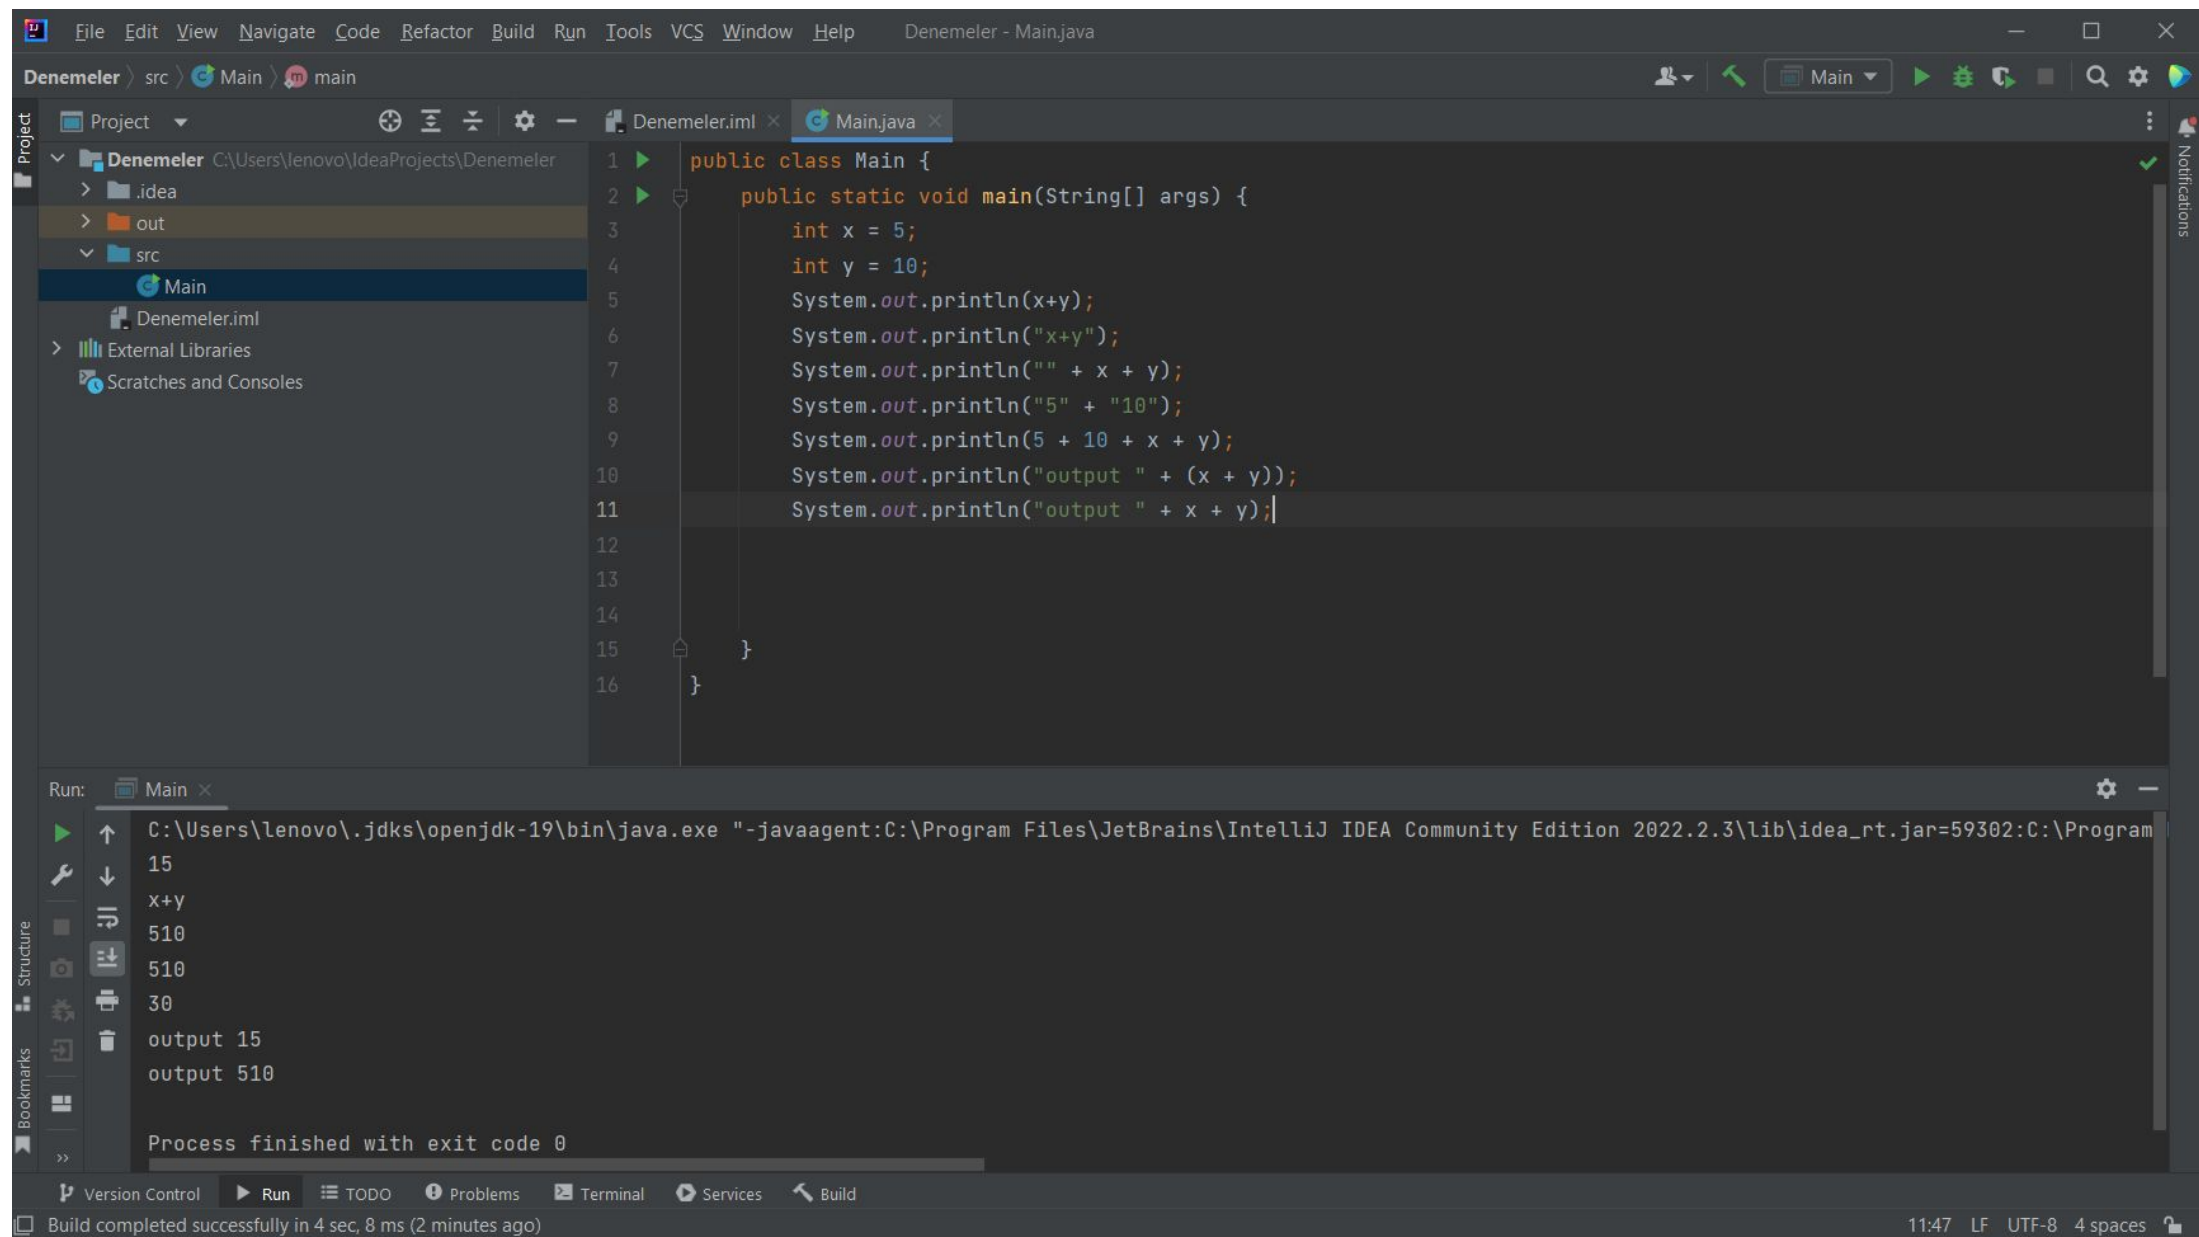 File Edit View Navigate Code Refactor Build Run Tools VCS Window Help Denemeler - Main.java
Denemeler src Main main Main
Project
Project
Denemeler.iml
Main.java
Denemeler C:\Users\lenovo\IdeaProjects\Denemeler
.idea
out
src
Main
Denemeler.iml
External Libraries
Scratches and Consoles
1 public class Main {
2 public static void main(String[] args) {
3 int x = 5;
4 int y = 10;
5 System.out.println(x+y);
6 System.out.println("x+y");
7 System.out.println("" + x + y);
8 System.out.println("5" + "10");
9 System.out.println(5 + 10 + x + y);
10 System.out.println("output " + (x + y));
11 System.out.println("output " + x + y);
12
13
14
15 }
16 }
Notifications
Run: Main
C:\Users\lenovo\.jdks\openjdk-19\bin\java.exe "-javaagent:C:\Program Files\JetBrains\IntelliJ IDEA Community Edition 2022.2.3\lib\idea_rt.jar=59302:C:\Program
15
x+y
510
510
30
output 15
output 510
Process finished with exit code 0
Structure
Bookmarks
Version Control Run TODO Problems Terminal Services Build
Build completed successfully in 4 sec, 8 ms (2 minutes ago) 11:47 LF UTF-8 4 spaces